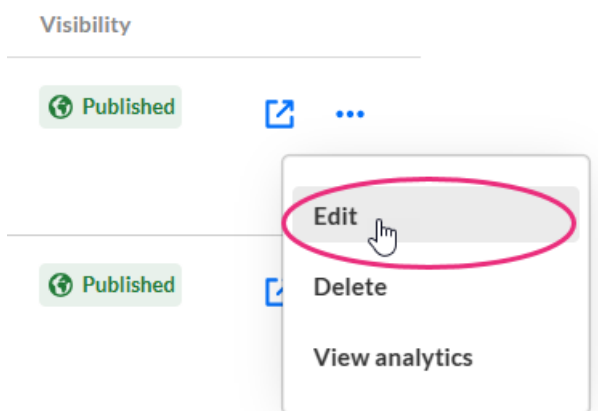 Visibility
Published
Edit
Published
Delete
View analytics